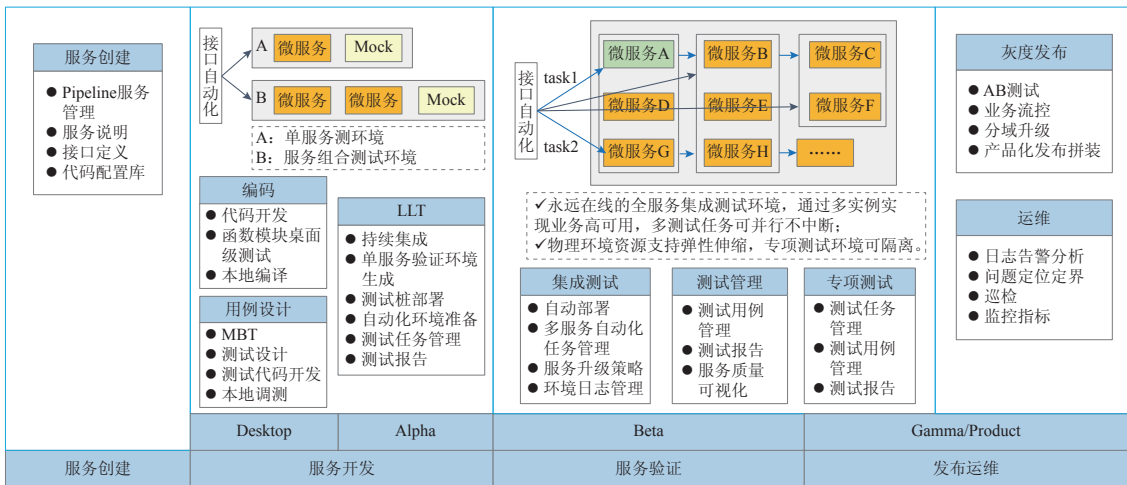 服务创建
● Pipeline服务
管理
● 服务说明
● 接口定义
● 代码配置库
接口自动化
A
微服务
Mock
B
微服务
微服务
Mock
A：单服务测环境
B：服务组合测试环境
编码
● 代码开发
● 函数模块桌面
级测试
● 本地编译
用例设计
● MBT
● 测试设计
● 测试代码开发
● 本地调测
LLT
● 持续集成
● 单服务验证环境
生成
● 测试桩部署
● 自动化环境准备
● 测试任务管理
● 测试报告
接口自动化
task1
task2
微服务A
微服务B
微服务C
微服务D
微服务E
微服务F
微服务G
微服务H
……
✓永远在线的全服务集成测试环境，通过多实例实
现业务高可用，多测试任务可并行不中断；
✓物理环境资源支持弹性伸缩，专项测试环境可隔离。
集成测试
● 自动部署
● 多服务自动化
任务管理
● 服务升级策略
● 环境日志管理
测试管理
● 测试用例
管理
● 测试报告
● 服务质量
可视化
专项测试
● 测试任务
管理
● 测试用例
管理
● 测试报告
灰度发布
● AB测试
● 业务流控
● 分域升级
● 产品化发布拼装
运维
● 日志告警分析
● 问题定位定界
● 巡检
● 监控指标
Desktop
Alpha
Beta
Gamma/Product
服务创建
服务开发
服务验证
发布运维